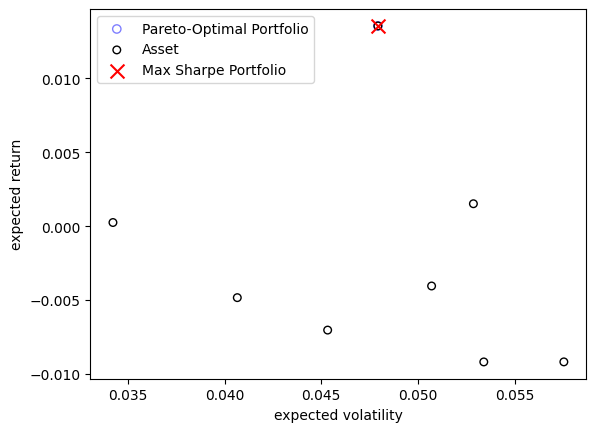 Pareto-Optimal Portfolio
Asset
Max Sharpe Portfolio
0.010
0.005
0.000
−0.005
−0.010
expected return
0.035 0.040 0.045 0.050 0.055
expected volatility